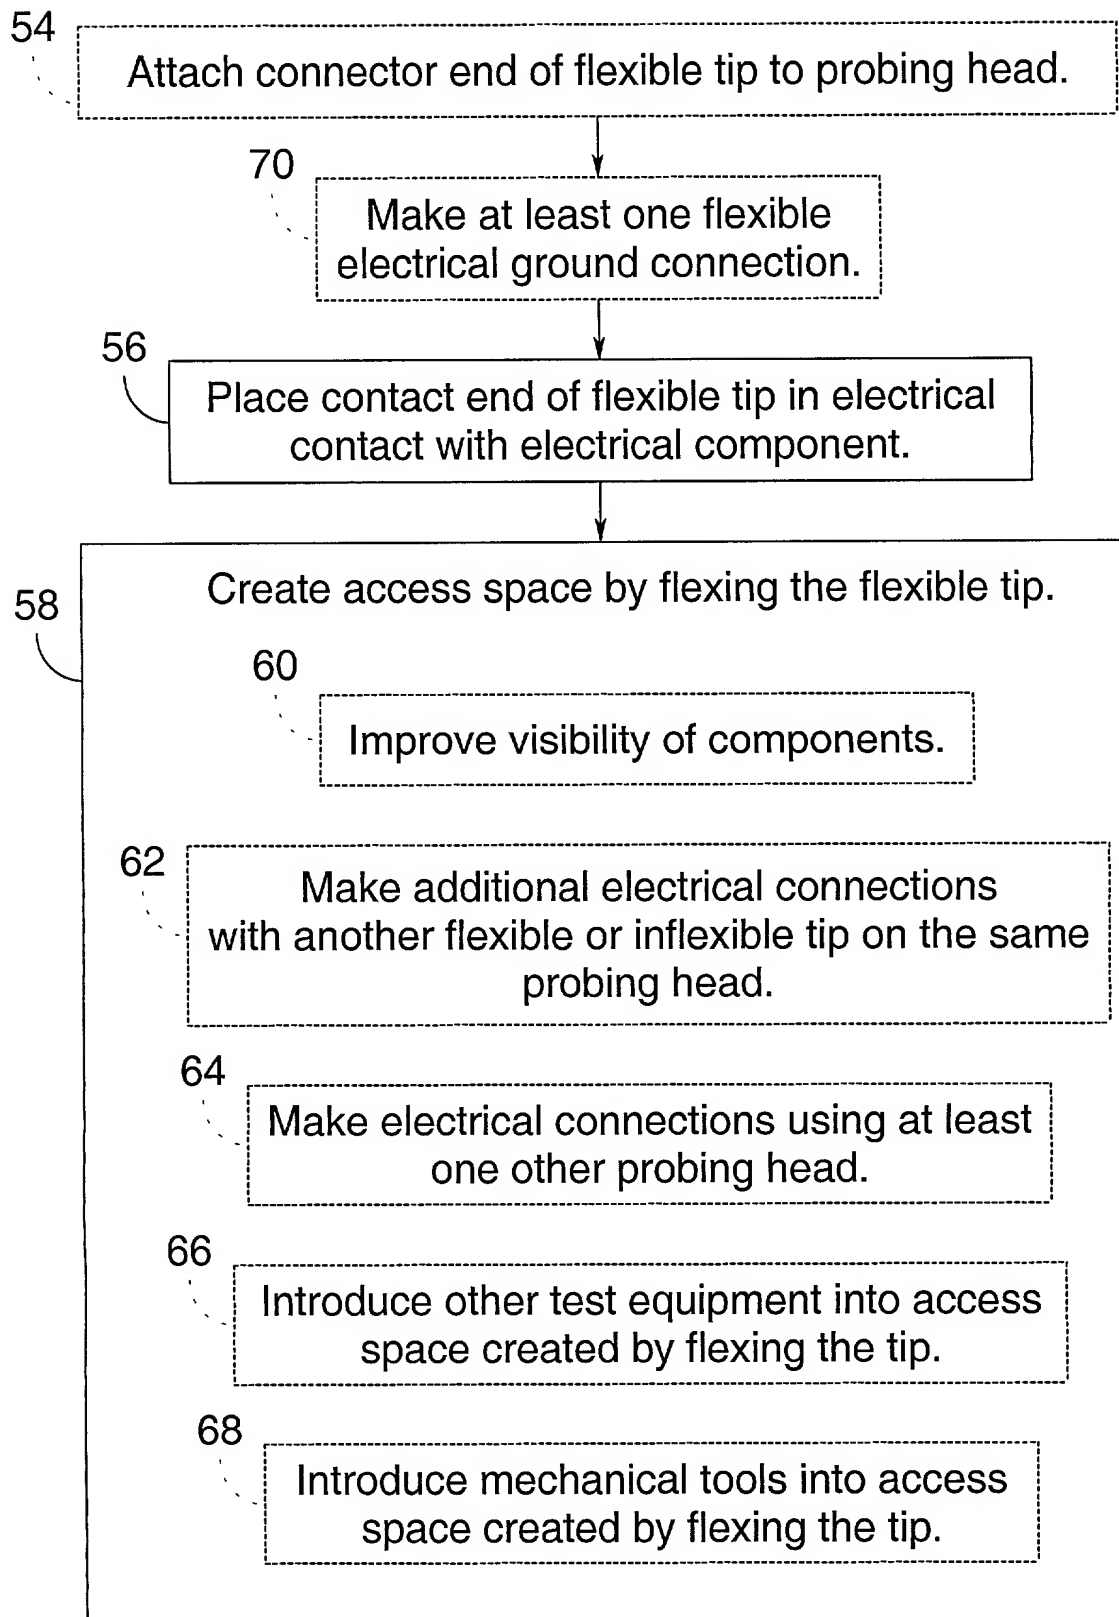 54
Attach connector end of flexible tip to probing head.
70
Make at least one flexible
electrical ground connection.
56
Place contact end of flexible tip in electrical
contact with electrical component.
58
Create access space by flexing the flexible tip.
60
Improve visibility of components.
62
Make additional electrical connections
with another flexible or inflexible tip on the same
probing head.
64
Make electrical connections using at least
one other probing head.
66
Introduce other test equipment into access
space created by flexing the tip.
68
Introduce mechanical tools into access
space created by flexing the tip.